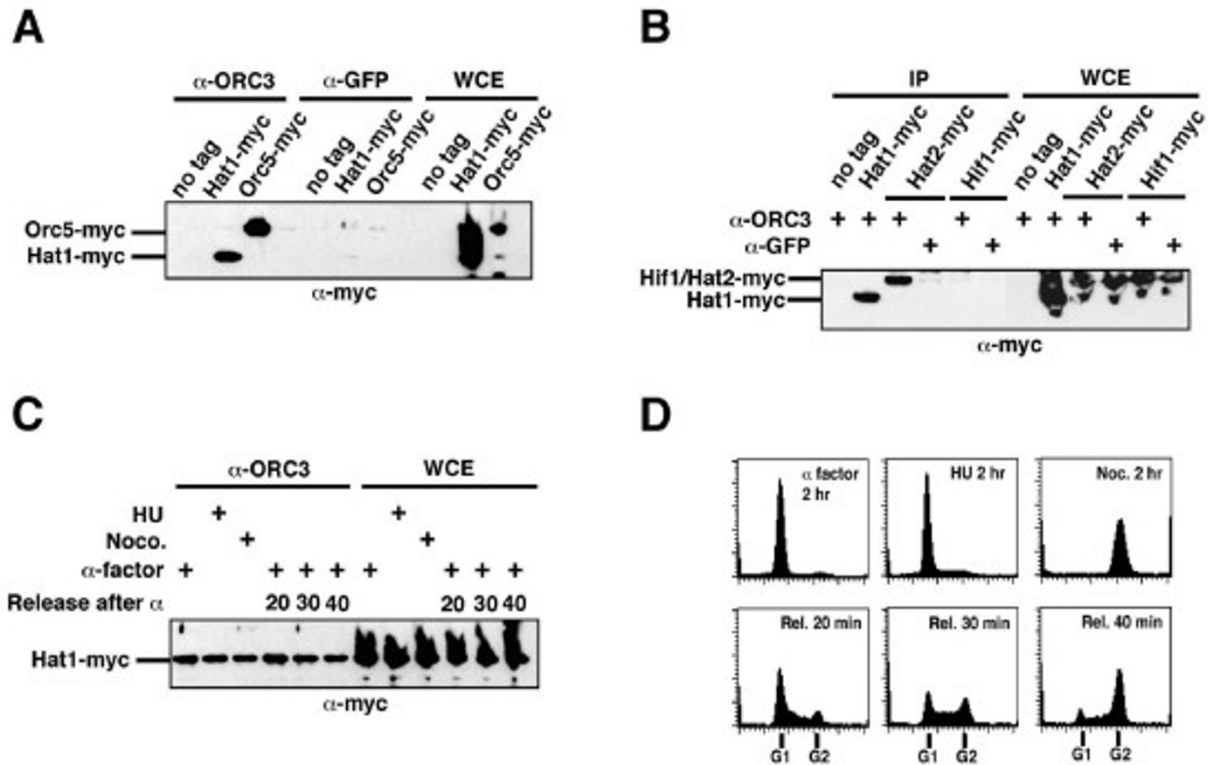 A
α-ORC3 α-GFP WCE
no tag Hat1-myc Orc5-myc no tag Hat1-myc Orc5-myc no tag Hat1-myc Orc5-myc
Orc5-myc
Hat1-myc
α-myc
B
IP WCE
no tag Hat1-myc Hat2-myc Hif1-myc no tag Hat1-myc Hat2-myc Hif1-myc
α-ORC3 + + + + + + + +
α-GFP + + + +
Hif1/Hat2-myc
Hat1-myc
α-myc
C
α-ORC3 WCE
HU + +
Noco. + +
α-factor + + + + + + + +
Release after α 20 30 40 20 30 40
Hat1-myc
α-myc
D
α factor
2 hr
HU 2 hr
Noc. 2 hr
Rel. 20 min
Rel. 30 min
Rel. 40 min
G1 G2 G1 G2 G1 G2